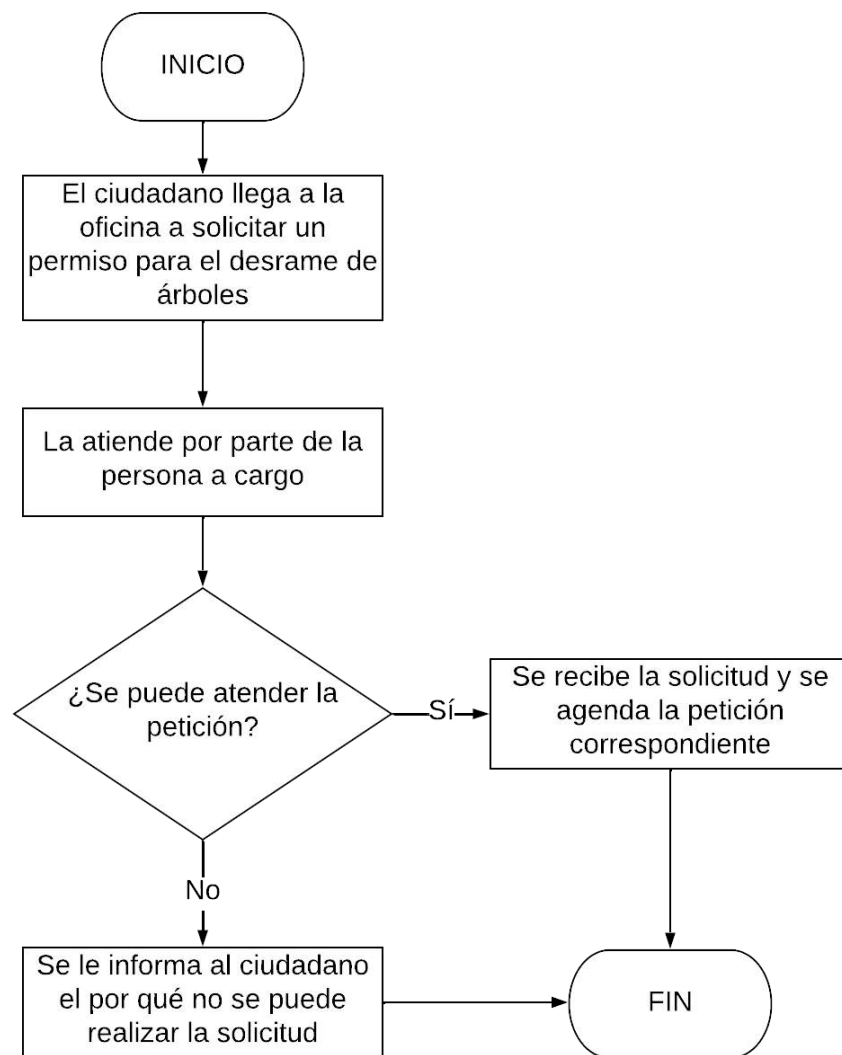 INICIO
El ciudadano llega a la
oficina a solicitar un
permiso para el desrame de
árboles
La atiende por parte de la
persona a cargo
¿Se puede atender la
petición?
Sí
Se recibe la solicitud y se
agenda la petición
correspondiente
No
Se le informa al ciudadano
el por qué no se puede
realizar la solicitud
FIN